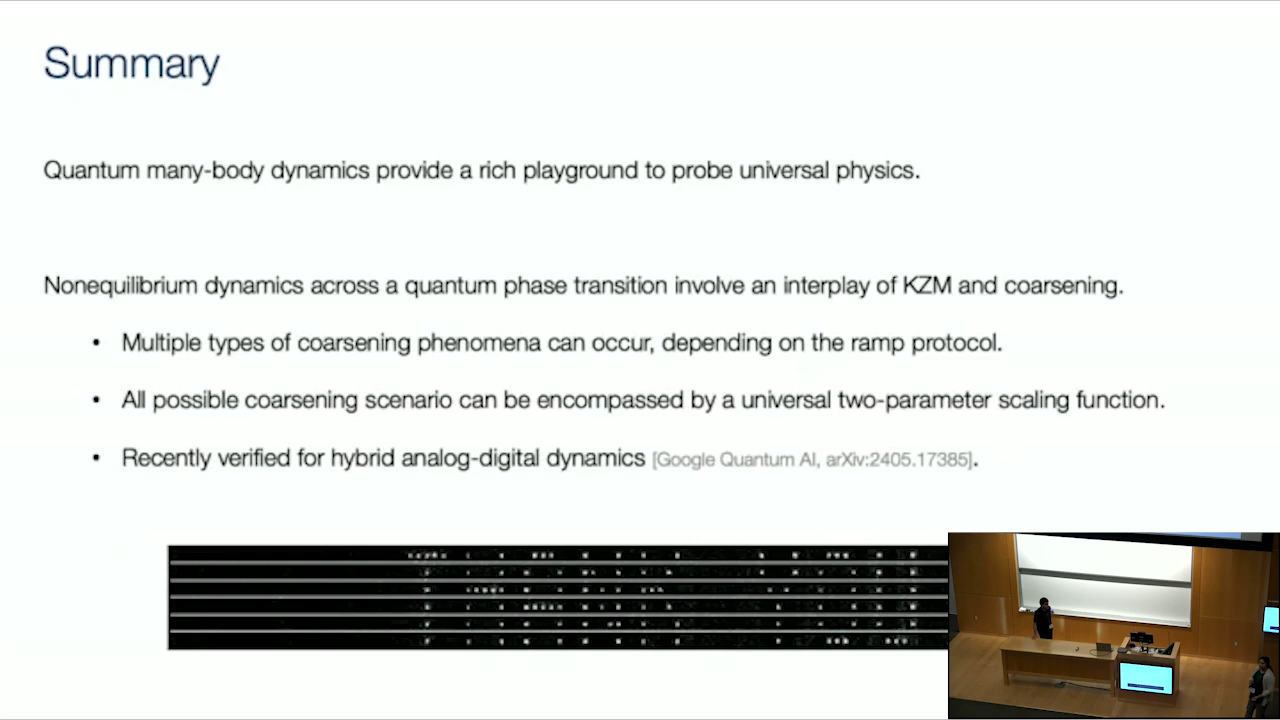 Summary
Quantum many-body dynamics provide a rich playground to probe universal physics.
Nonequilibrium dynamics across a quantum phase transition involve an interplay of KZM and coarsening.
• Multiple types of coarsening phenomena can occur, depending on the ramp protocol.
• All possible coarsening scenario can be encompassed by a universal two-parameter scaling function.
• Recently verified for hybrid analog-digital dynamics [Google Quantum AI, arXiv:2405.17385].